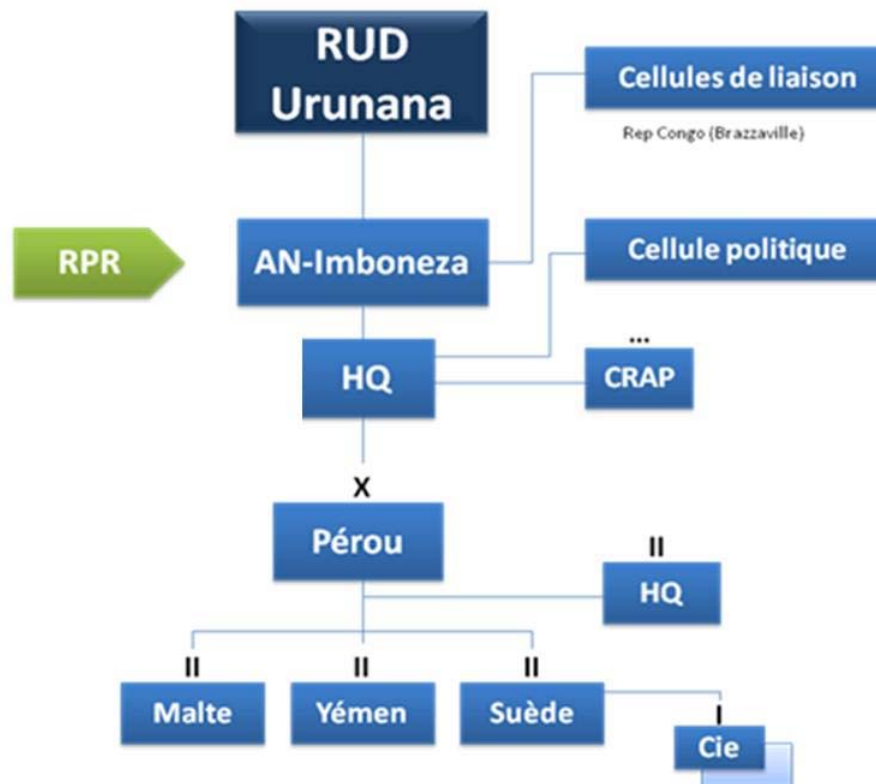 RUD
Urunana
Cellules de liaison
Rep Congo (Brazzaville)
RPR
AN-Imboneza
Cellule politique
HQ
...
CRAP
X
Pérou
II
HQ
II
II
II
Malte
Yémen
Suède
I
Cie